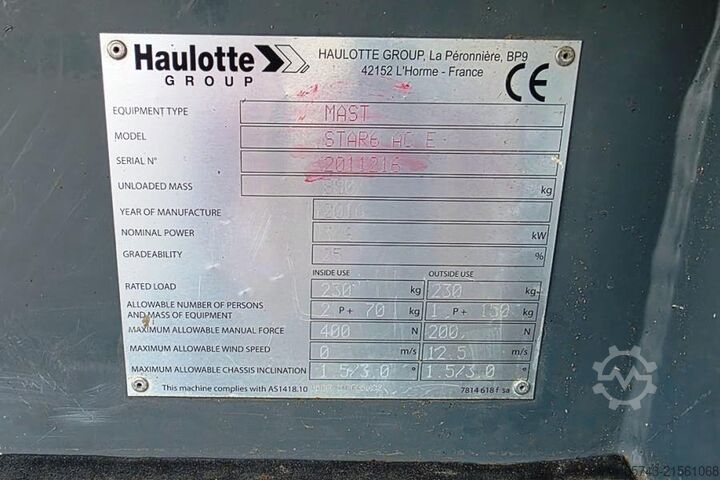 Haulotte
GROUP
HAULOTTE GROUP, La Péronnière, BP9
42152 L'Horme - France
CE
EQUIPMENT TYPE MAST
MODEL STAR6 AC E
SERIAL N° 2011216
UNLOADED MASS kg
YEAR OF MANUFACTURE
NOMINAL POWER kW
GRADEABILITY 25 %
INSIDE USE OUTSIDE USE
RATED LOAD 230 kg 230 kg
ALLOWABLE NUMBER OF PERSONS
AND MASS OF EQUIPMENT 2 P+ 70 kg 1 P+ 150 kg
MAXIMUM ALLOWABLE MANUAL FORCE 400 N 200 N
MAXIMUM ALLOWABLE WIND SPEED 0 m/s 12.5 m/s
MAXIMUM ALLOWABLE CHASSIS INCLINATION 1.5/3.0 ° 1.5/3.0 °
This machine complies with AS1418.10
7814 618 f sa